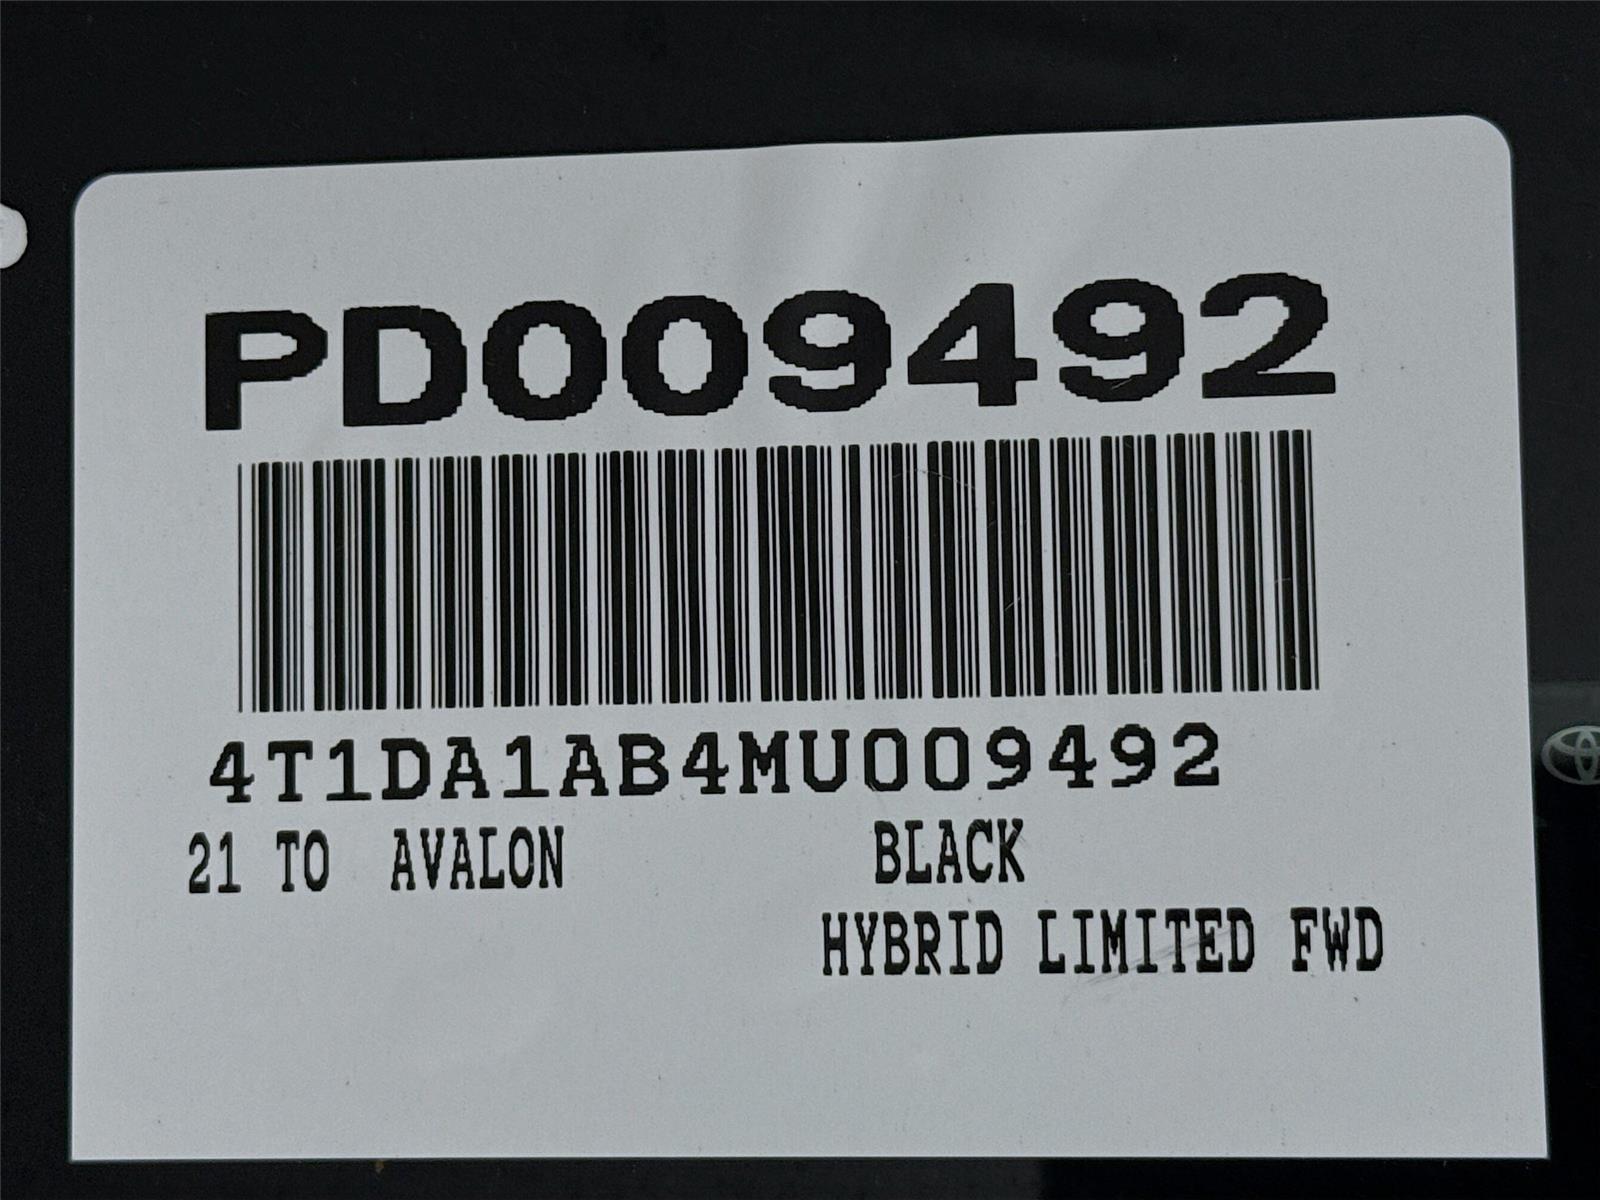 PD009492
4T1DA1AB4MU009492
21 TO AVALON BLACK
HYBRID LIMITED FWD